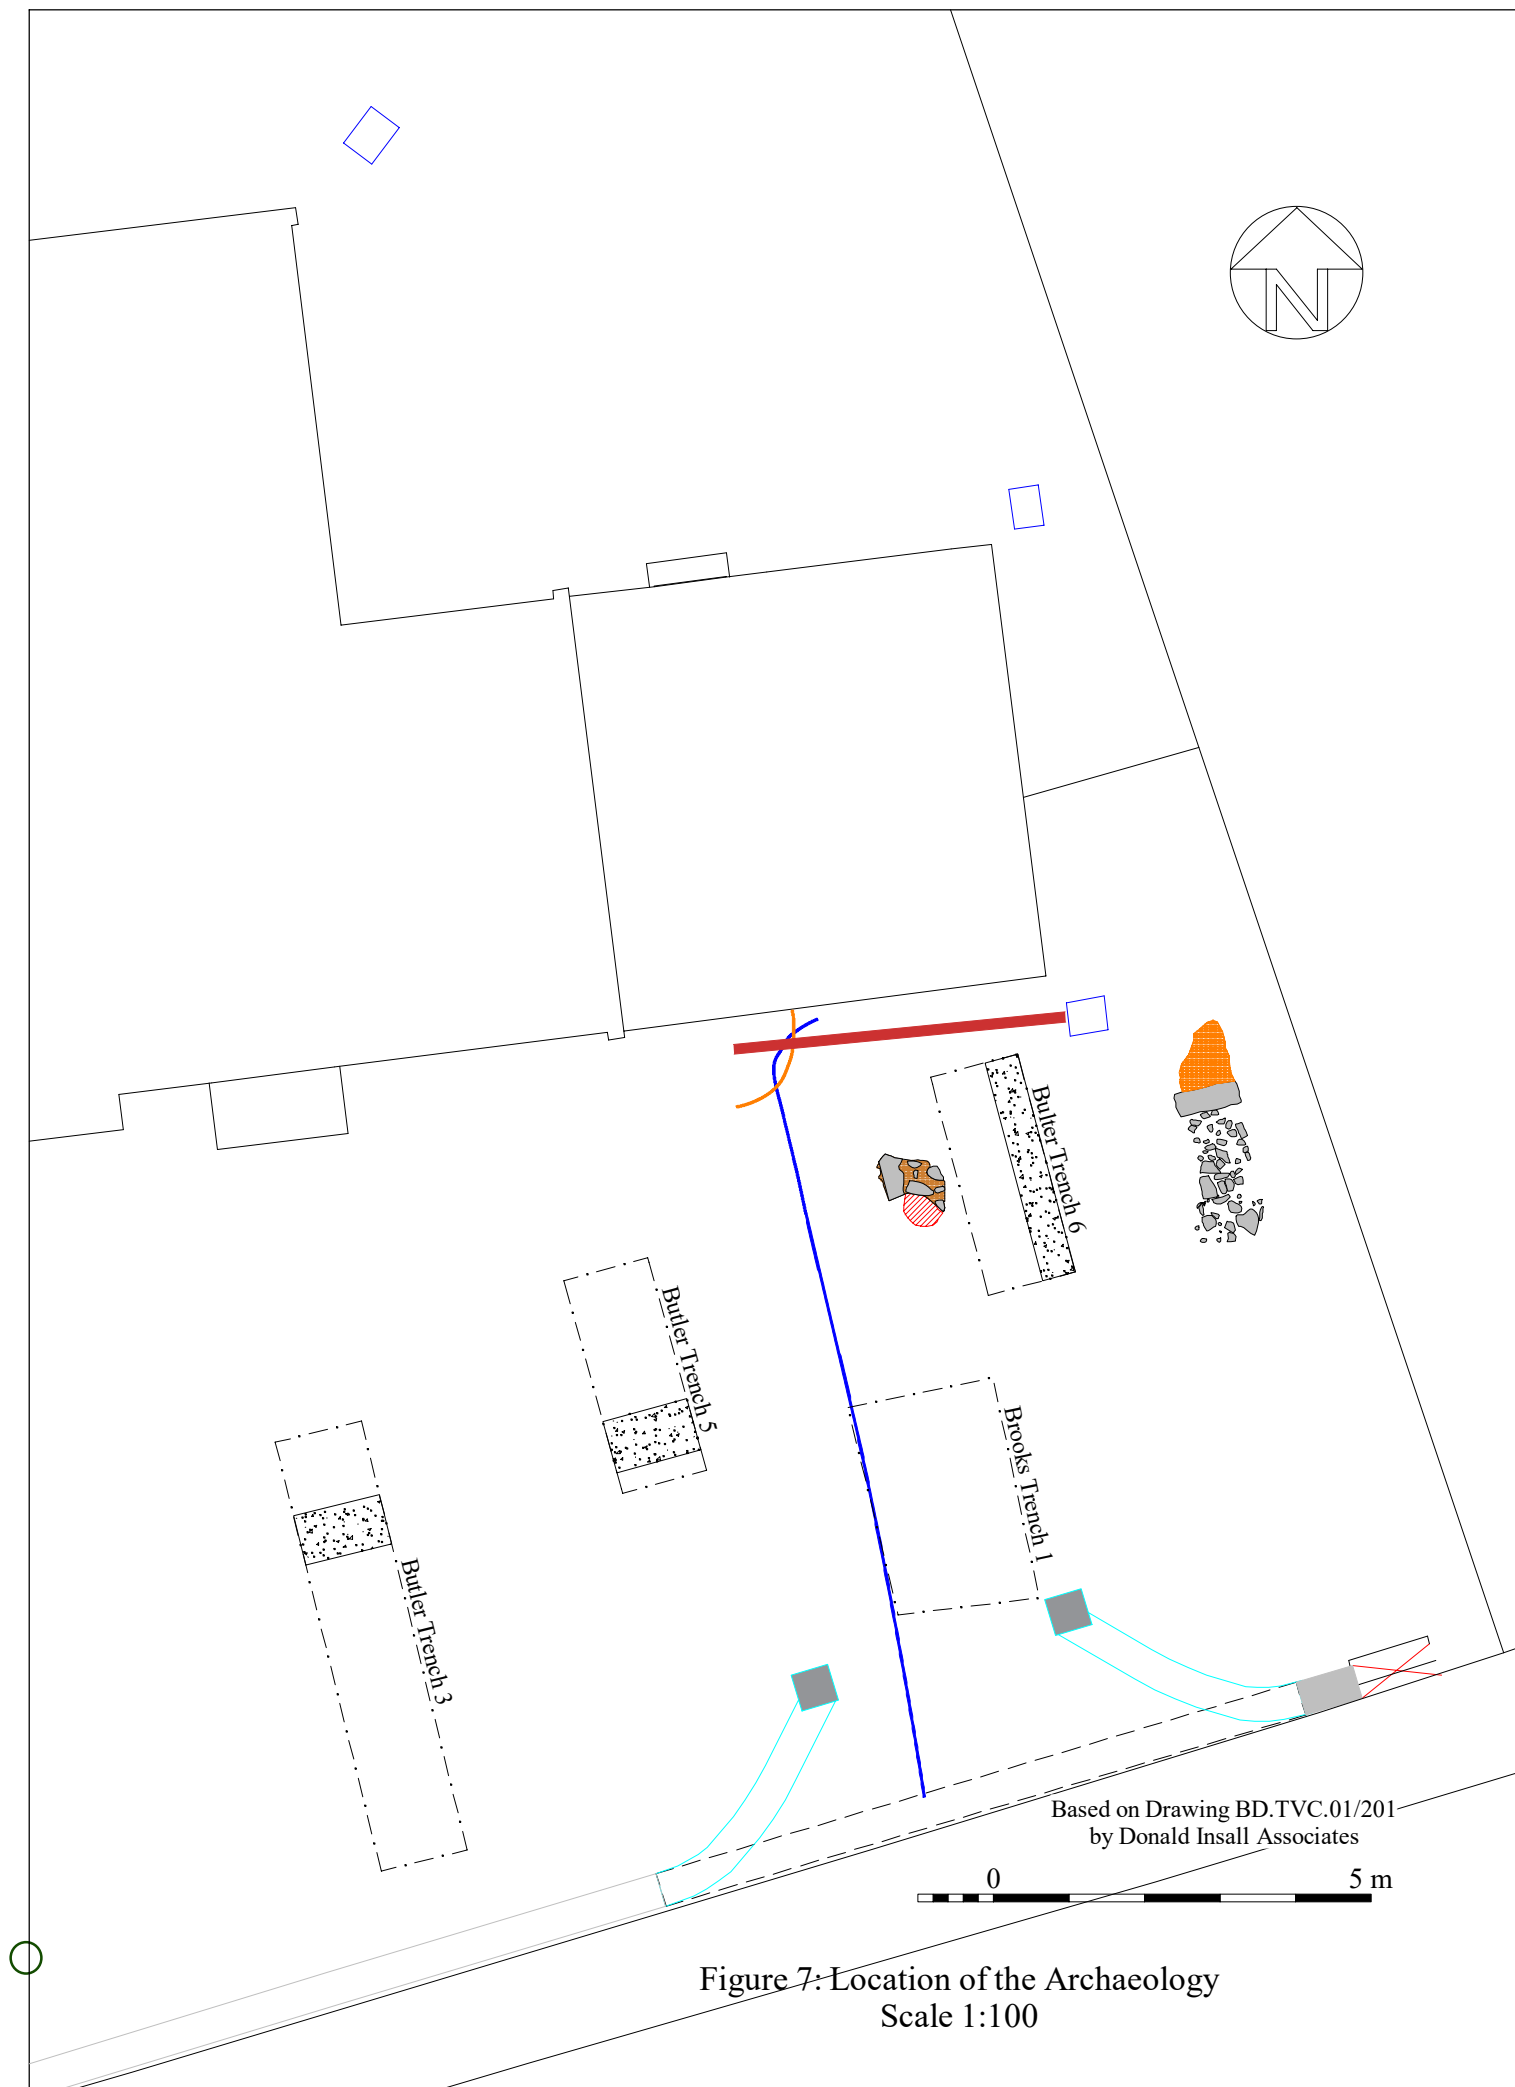 N
Bulter Trench 6
Butler Trench 5
Brooks Trench 1
Butler Trench 3
Based on Drawing BD.TVC.01/201
by Donald Insall Associates
0 5 m
Figure 7: Location of the Archaeology
Scale 1:100